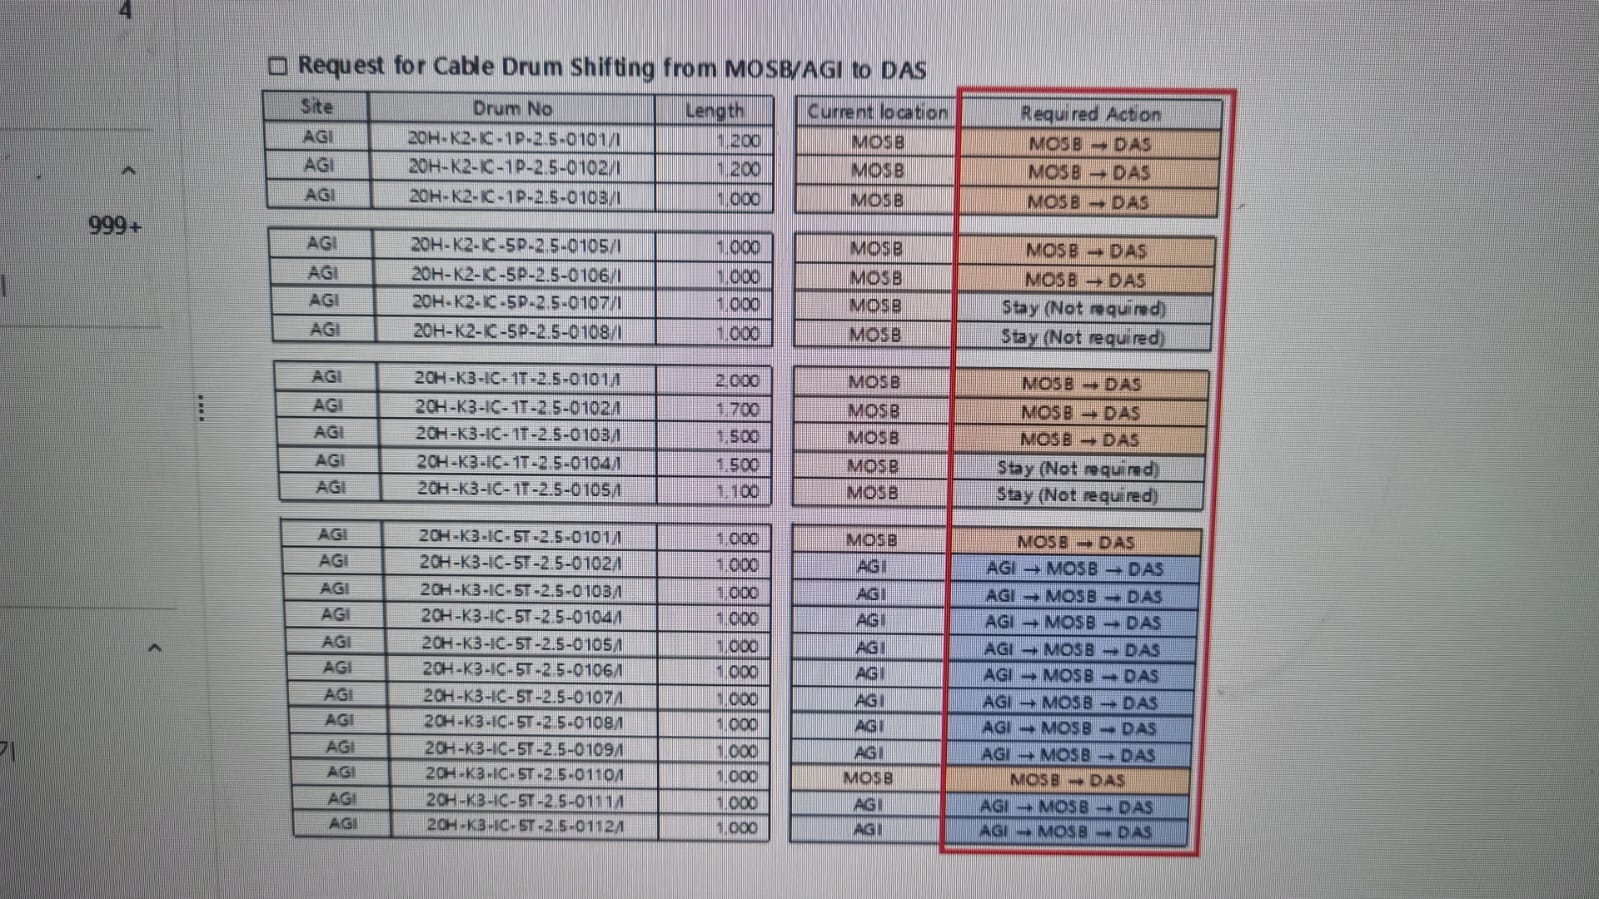 4
999+
□ Request for Cable Drum Shifting from MOSB/AGI to DAS
Site Drum No Length Current location Required Action
AGI 20H-K2-IC-1P-2.5-0101/I 1,200 MOSB MOSB → DAS
AGI 20H-K2-IC-1P-2.5-0102/I 1,200 MOSB MOSB → DAS
AGI 20H-K2-IC-1P-2.5-0103/I 1,000 MOSB MOSB → DAS
AGI 20H-K2-IC-5P-2.5-0105/I 1,000 MOSB MOSB → DAS
AGI 20H-K2-IC-5P-2.5-0106/I 1,000 MOSB MOSB → DAS
AGI 20H-K2-IC-5P-2.5-0107/I 1,000 MOSB Stay (Not required)
AGI 20H-K2-IC-5P-2.5-0108/I 1,000 MOSB Stay (Not required)
AGI 20H-K3-IC-1T-2.5-0101/I 2,000 MOSB MOSB → DAS
AGI 20H-K3-IC-1T-2.5-0102/I 1,700 MOSB MOSB → DAS
AGI 20H-K3-IC-1T-2.5-0103/I 1,500 MOSB MOSB → DAS
AGI 20H-K3-IC-1T-2.5-0104/I 1,500 MOSB Stay (Not required)
AGI 20H-K3-IC-1T-2.5-0105/I 1,100 MOSB Stay (Not required)
AGI 20H-K3-IC-5T-2.5-0101/I 1,000 MOSB MOSB → DAS
AGI 20H-K3-IC-5T-2.5-0102/I 1,000 AGI AGI → MOSB → DAS
AGI 20H-K3-IC-5T-2.5-0103/I 1,000 AGI AGI → MOSB → DAS
AGI 20H-K3-IC-5T-2.5-0104/I 1,000 AGI AGI → MOSB → DAS
AGI 20H-K3-IC-5T-2.5-0105/I 1,000 AGI AGI → MOSB → DAS
AGI 20H-K3-IC-5T-2.5-0106/I 1,000 AGI AGI → MOSB → DAS
AGI 20H-K3-IC-5T-2.5-0107/I 1,000 AGI AGI → MOSB → DAS
AGI 20H-K3-IC-5T-2.5-0108/I 1,000 AGI AGI → MOSB → DAS
AGI 20H-K3-IC-5T-2.5-0109/I 1,000 AGI AGI → MOSB → DAS
AGI 20H-K3-IC-5T-2.5-0110/I 1,000 MOSB MOSB → DAS
AGI 20H-K3-IC-5T-2.5-0111/I 1,000 AGI AGI → MOSB → DAS
AGI 20H-K3-IC-5T-2.5-0112/I 1,000 AGI AGI → MOSB → DAS